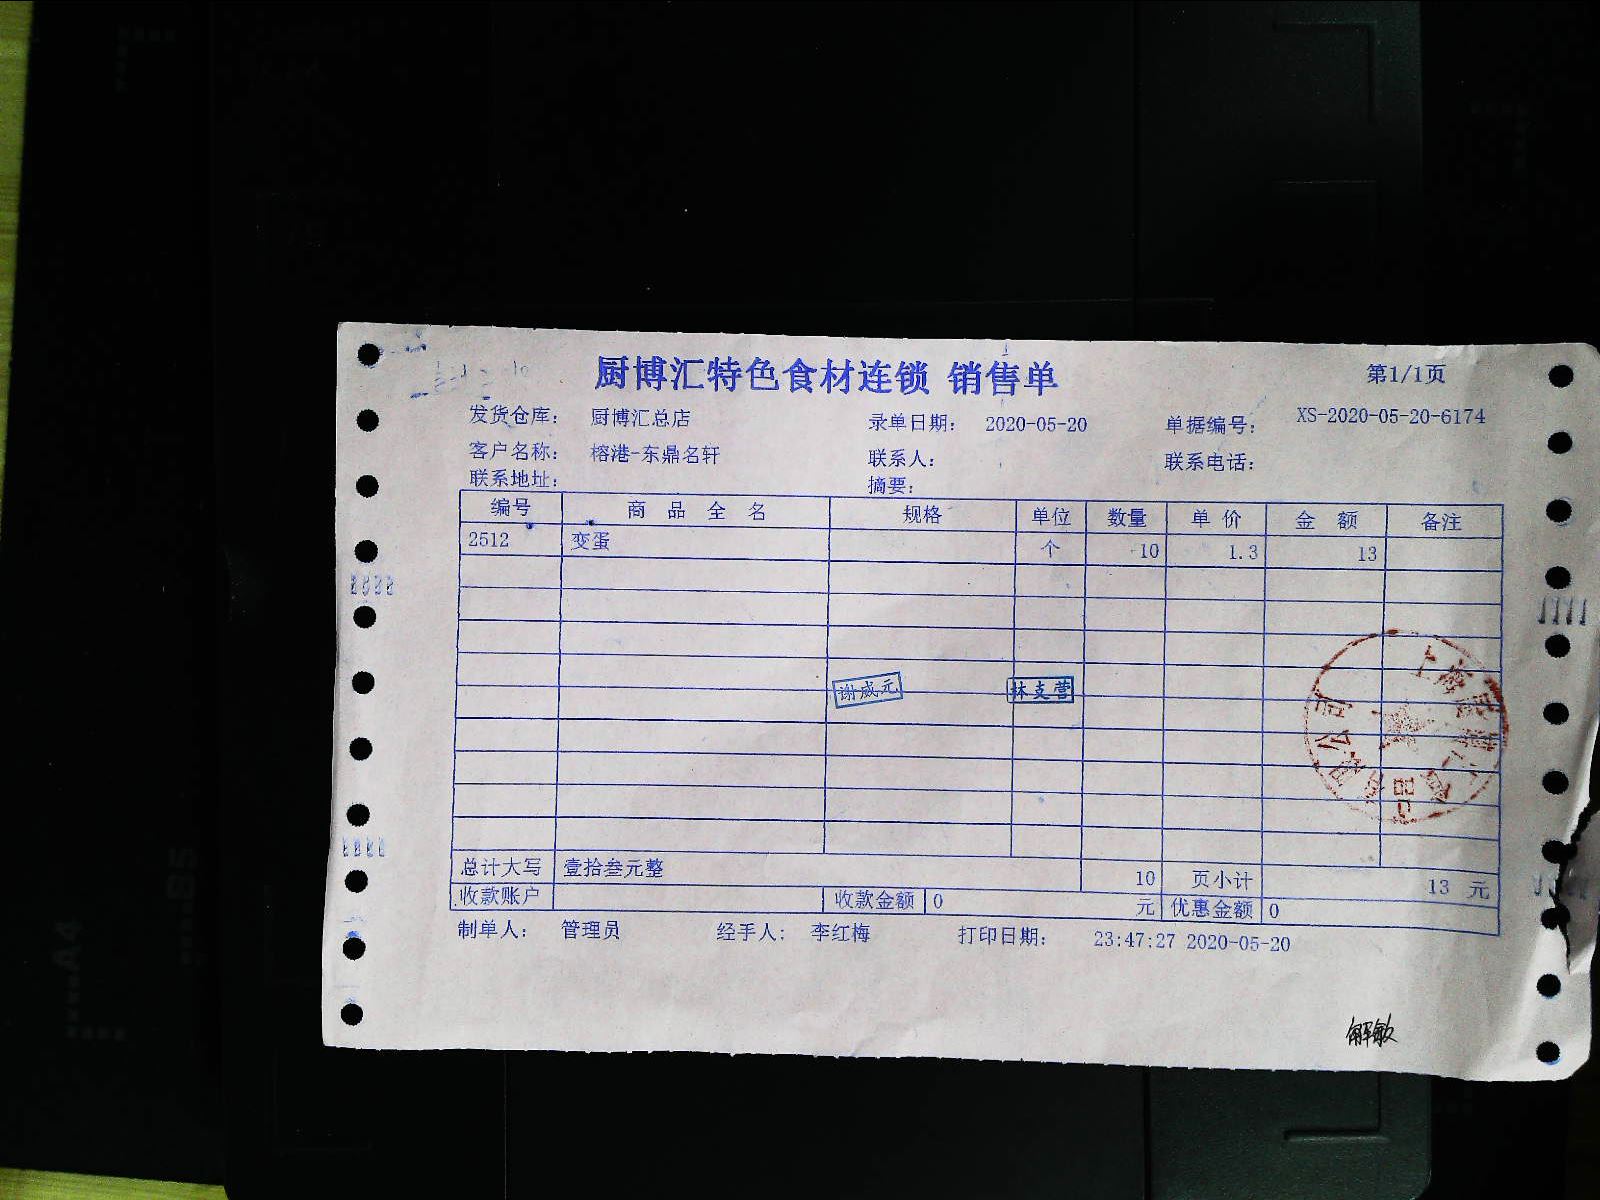 厨博汇特色食材连锁 销售单
第1/1页
发货仓库: 厨博汇总店 录单日期: 2020-05-20 单据编号: XS-2020-05-20-6174
客户名称: 榕港-东鼎名轩 联系人: 联系电话:
联系地址: 摘要:
编号 商品全名 规格 单位 数量 单价 金额 备注
2512 变蛋 个 10 1.3 13
谢咸元 林支营
总计大写 壹拾叁元整 10 页小计 13 元
收款账户 收款金额 0 元 优惠金额 0
制单人: 管理员 经手人: 李红梅 打印日期: 23:47:27 2020-05-20
解敏
A4
B5